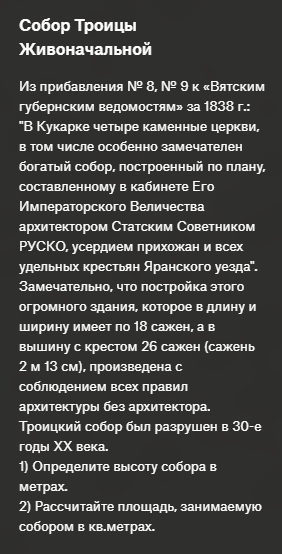 Собор Троицы
Живоначальной
Из прибавления № 8, № 9 к «Вятским
губернским ведомостям» за 1838 г.:
"В Кукарке четыре каменные церкви,
в том числе особенно замечателен
богатый собор, построенный по плану,
составленному в кабинете Его
Императорского Величества
архитектором Статским Советником
РУСКО, усердием прихожан и всех
удельных крестьян Яранского уезда".
Замечательно, что постройка этого
огромного здания, которое в длину и
ширину имеет по 18 сажен, а в
вышину с крестом 26 сажен (сажень
2 м 13 см), произведена с
соблюдением всех правил
архитектуры без архитектора.
Троицкий собор был разрушен в 30-е
годы XX века.
1) Определите высоту собора в
метрах.
2) Рассчитайте площадь, занимаемую
собором в кв.метрах.